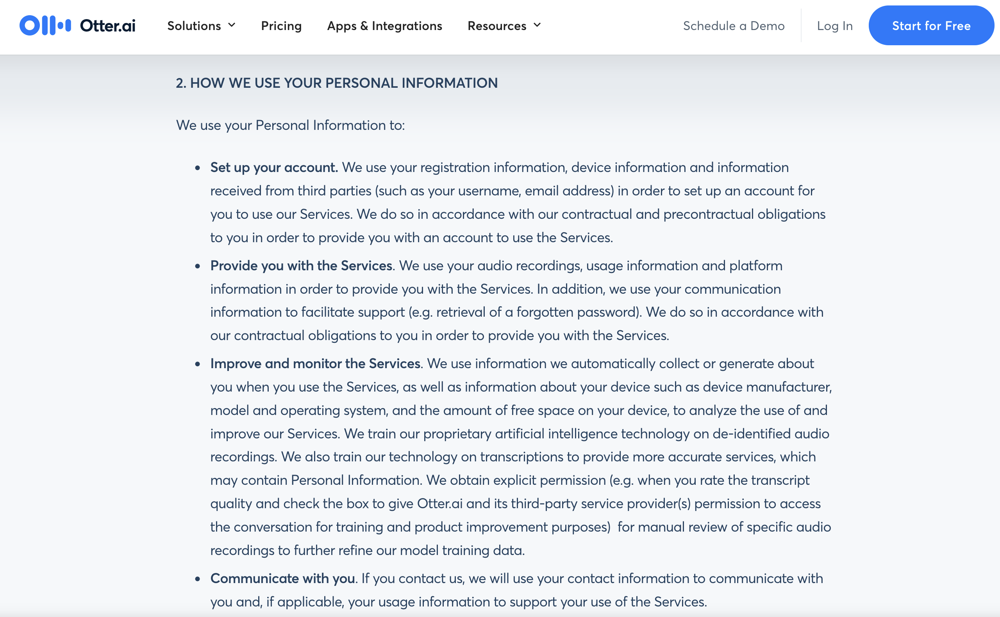 Otter.ai Solutions Pricing Apps & Integrations Resources Schedule a Demo Log In Start for Free
2. HOW WE USE YOUR PERSONAL INFORMATION
We use your Personal Information to:
• Set up your account. We use your registration information, device information and information
received from third parties (such as your username, email address) in order to set up an account for
you to use our Services. We do so in accordance with our contractual and precontractual obligations
to you in order to provide you with an account to use the Services.
• Provide you with the Services. We use your audio recordings, usage information and platform
information in order to provide you with the Services. In addition, we use your communication
information to facilitate support (e.g. retrieval of a forgotten password). We do so in accordance with
our contractual obligations to you in order to provide you with the Services.
• Improve and monitor the Services. We use information we automatically collect or generate about
you when you use the Services, as well as information about your device such as device manufacturer,
model and operating system, and the amount of free space on your device, to analyze the use of and
improve our Services. We train our proprietary artificial intelligence technology on de-identified audio
recordings. We also train our technology on transcriptions to provide more accurate services, which
may contain Personal Information. We obtain explicit permission (e.g. when you rate the transcript
quality and check the box to give Otter.ai and its third-party service provider(s) permission to access
the conversation for training and product improvement purposes)  for manual review of specific audio
recordings to further refine our model training data.
• Communicate with you. If you contact us, we will use your contact information to communicate with
you and, if applicable, your usage information to support your use of the Services.